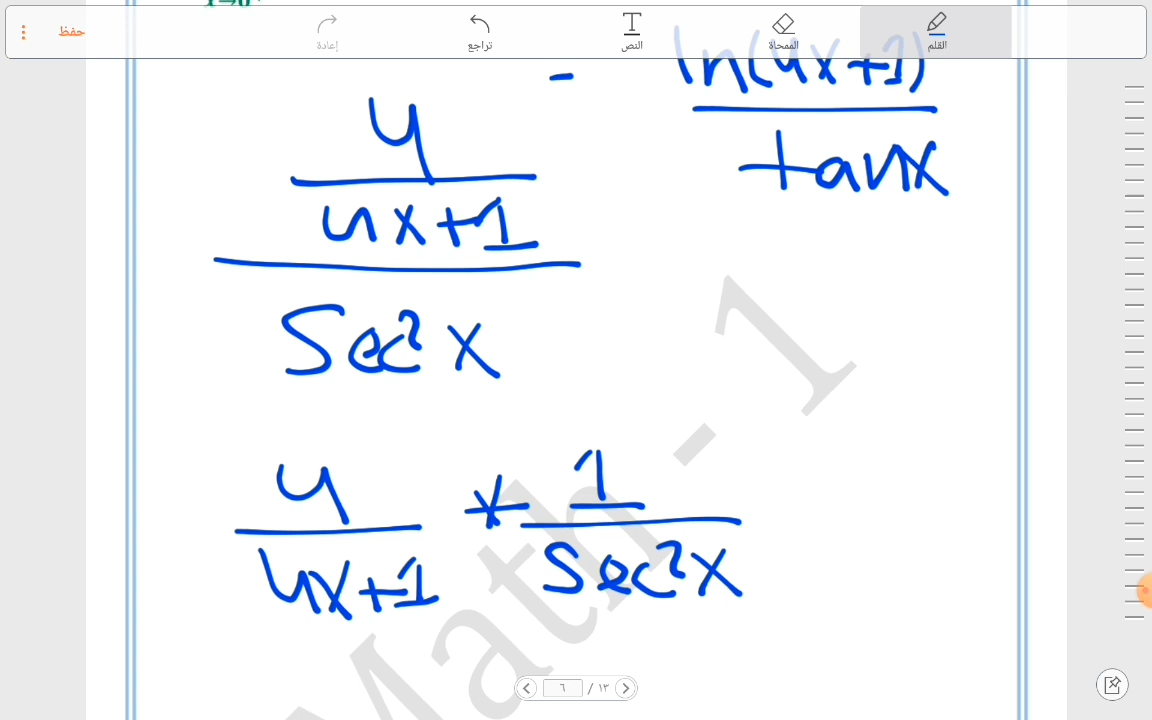 حفظ
إعادة
تراجع
النص
الممحاة
القلم
= ln(4x+1)
tanx
4
4x+1
Sec²x
4 * 1
4x+1 Sec²x
Math - 1
٦ / ١٣